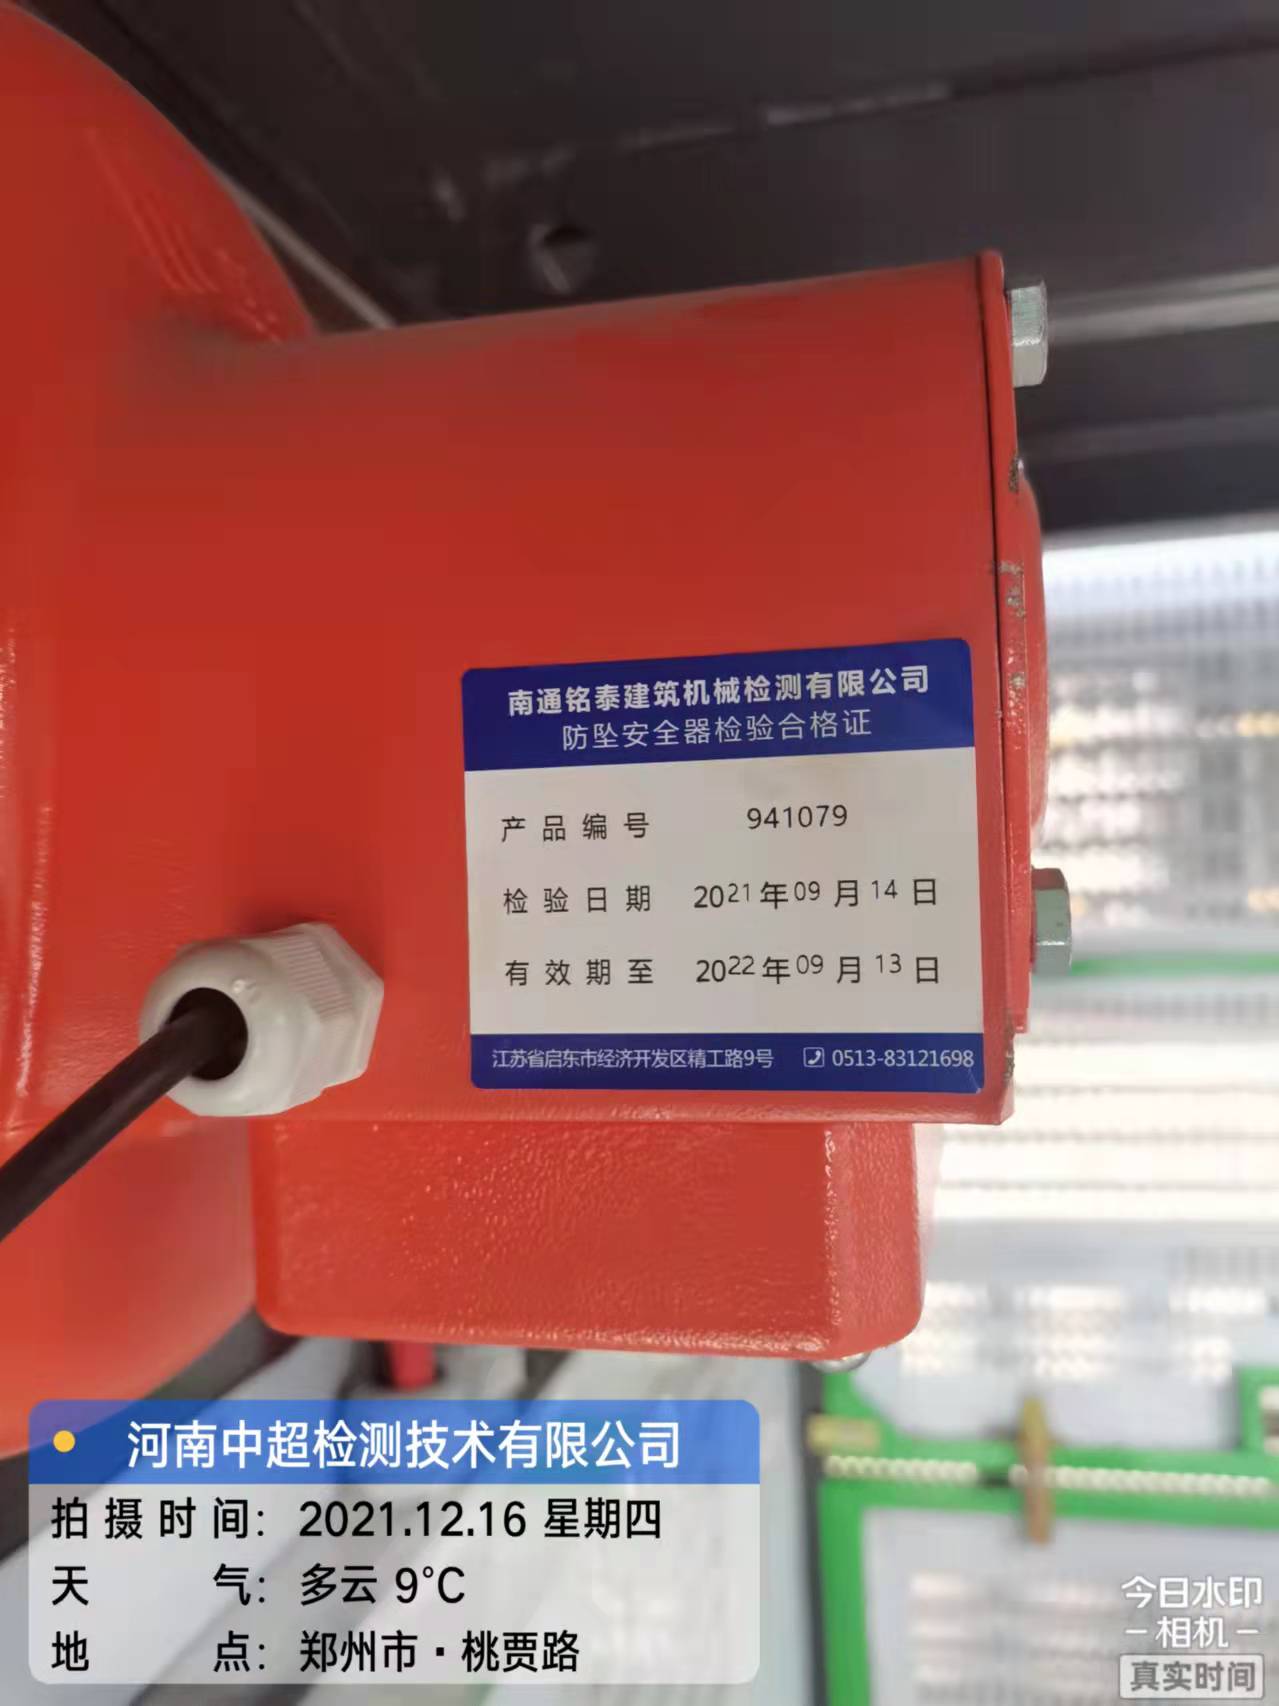 南通铭泰建筑机械检测有限公司
防坠安全器检验合格证
产品编号 941079
检验日期 2021年09月14日
有效期至 2022年09月13日
江苏省启东市经济开发区精工路9号 0513-83121698
河南中超检测技术有限公司
拍摄时间: 2021.12.16 星期四
天气: 多云 9°C
地点: 郑州市·桃贾路
今日水印
-相机-
真实时间